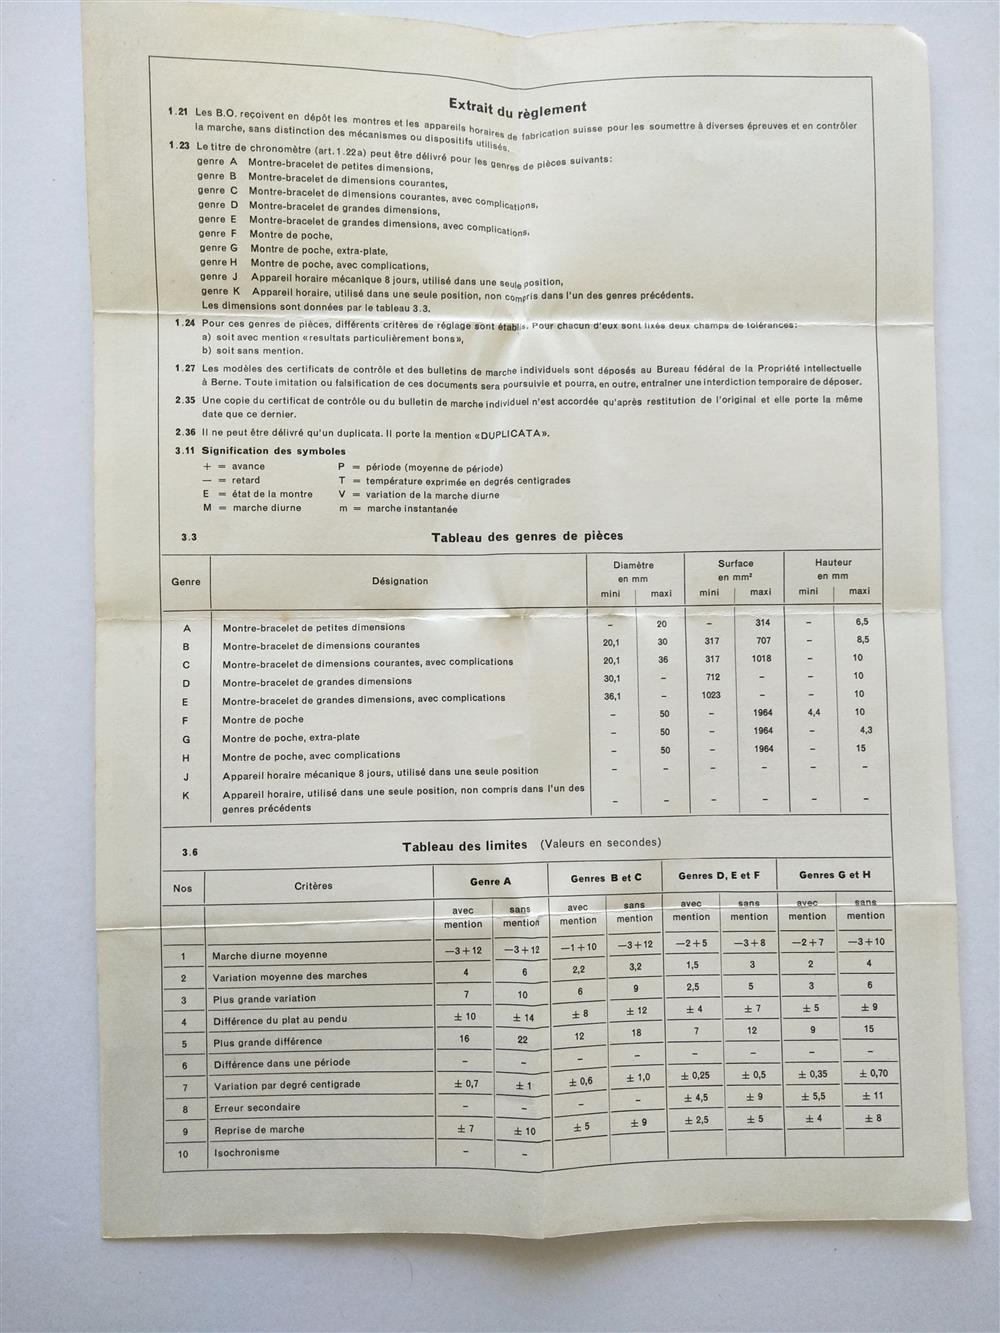 Extrait du règlement
1.21 Les B.O. reçoivent en dépôt les montres et les appareils horaires de fabrication suisse pour les soumettre à diverses épreuves et en contrôler
la marche, sans distinction des mécanismes ou dispositifs utilisés.
1.23 Le titre de chronomètre (art. 1.22a) peut être délivré pour les genres de pièces suivants:
genre A Montre-bracelet de petites dimensions,
genre B Montre-bracelet de dimensions courantes,
genre C Montre-bracelet de dimensions courantes, avec complications,
genre D Montre-bracelet de grandes dimensions,
genre E Montre-bracelet de grandes dimensions, avec complications,
genre F Montre de poche,
genre G Montre de poche, extra-plate,
genre H Montre de poche, avec complications,
genre J Appareil horaire mécanique 8 jours, utilisé dans une seule position,
genre K Appareil horaire, utilisé dans une seule position, non compris dans l'un des genres précédents.
Les dimensions sont données par le tableau 3.3.
1.24 Pour ces genres de pièces, différents critères de réglage sont établis. Pour chacun d'eux sont fixés deux champs de tolérances:
a) soit avec mention «resultats particulièrement bons»,
b) soit sans mention.
1.27 Les modèles des certificats de contrôle et des bulletins de marche individuels sont déposés au Bureau fédéral de la Propriété intellectuelle
à Berne. Toute imitation ou falsification de ces documents sera poursuivie et pourra, en outre, entraîner une interdiction temporaire de déposer.
2.35 Une copie du certificat de contrôle ou du bulletin de marche individuel n'est accordée qu'après restitution de l'original et elle porte la même
date que ce dernier.
2.36 Il ne peut être délivré qu'un duplicata. Il porte la mention «DUPLICATA».
3.11 Signification des symboles
+ = avance P = période (moyenne de période)
— = retard T = température exprimée en degrés centigrades
E = état de la montre V = variation de la marche diurne
M = marche diurne m = marche instantanée
3.3 Tableau des genres de pièces
Genre Désignation Diamètre en mm Surface en mm² Hauteur en mm
mini maxi mini maxi mini maxi
A Montre-bracelet de petites dimensions – 20 – 314 – 6,5
B Montre-bracelet de dimensions courantes 20,1 30 317 707 – 8,5
C Montre-bracelet de dimensions courantes, avec complications 20,1 36 317 1018 – 10
D Montre-bracelet de grandes dimensions 30,1 – 712 – – 10
E Montre-bracelet de grandes dimensions, avec complications 36,1 – 1023 – – 10
F Montre de poche – 50 – 1964 4,4 10
G Montre de poche, extra-plate – 50 – 1964 – 4,3
H Montre de poche, avec complications – 50 – 1964 – 15
J Appareil horaire mécanique 8 jours, utilisé dans une seule position – – – – – –
K Appareil horaire, utilisé dans une seule position, non compris dans l'un des
genres précédents – – – – – –
3.6 Tableau des limites (Valeurs en secondes)
Nos Critères Genre A Genres B et C Genres D, E et F Genres G et H
avec mention sans mention avec mention sans mention avec mention sans mention avec mention sans mention
1 Marche diurne moyenne —3+12 —3+12 —1+10 —3+12 —2+5 —3+8 —2+7 —3+10
2 Variation moyenne des marches 4 6 2,2 3,2 1,5 3 2 4
3 Plus grande variation 7 10 6 9 2,5 5 3 6
4 Différence du plat au pendu ± 10 ± 14 ± 8 ± 12 ± 4 ± 7 ± 5 ± 9
5 Plus grande différence 16 22 12 18 7 12 9 15
6 Différence dans une période – – – – – – – –
7 Variation par degré centigrade ± 0,7 ± 1 ± 0,6 ± 1,0 ± 0,25 ± 0,5 ± 0,35 ± 0,70
8 Erreur secondaire – – – – ± 4,5 ± 9 ± 5,5 ± 11
9 Reprise de marche ± 7 ± 10 ± 5 ± 9 ± 2,5 ± 5 ± 4 ± 8
10 Isochronisme – –